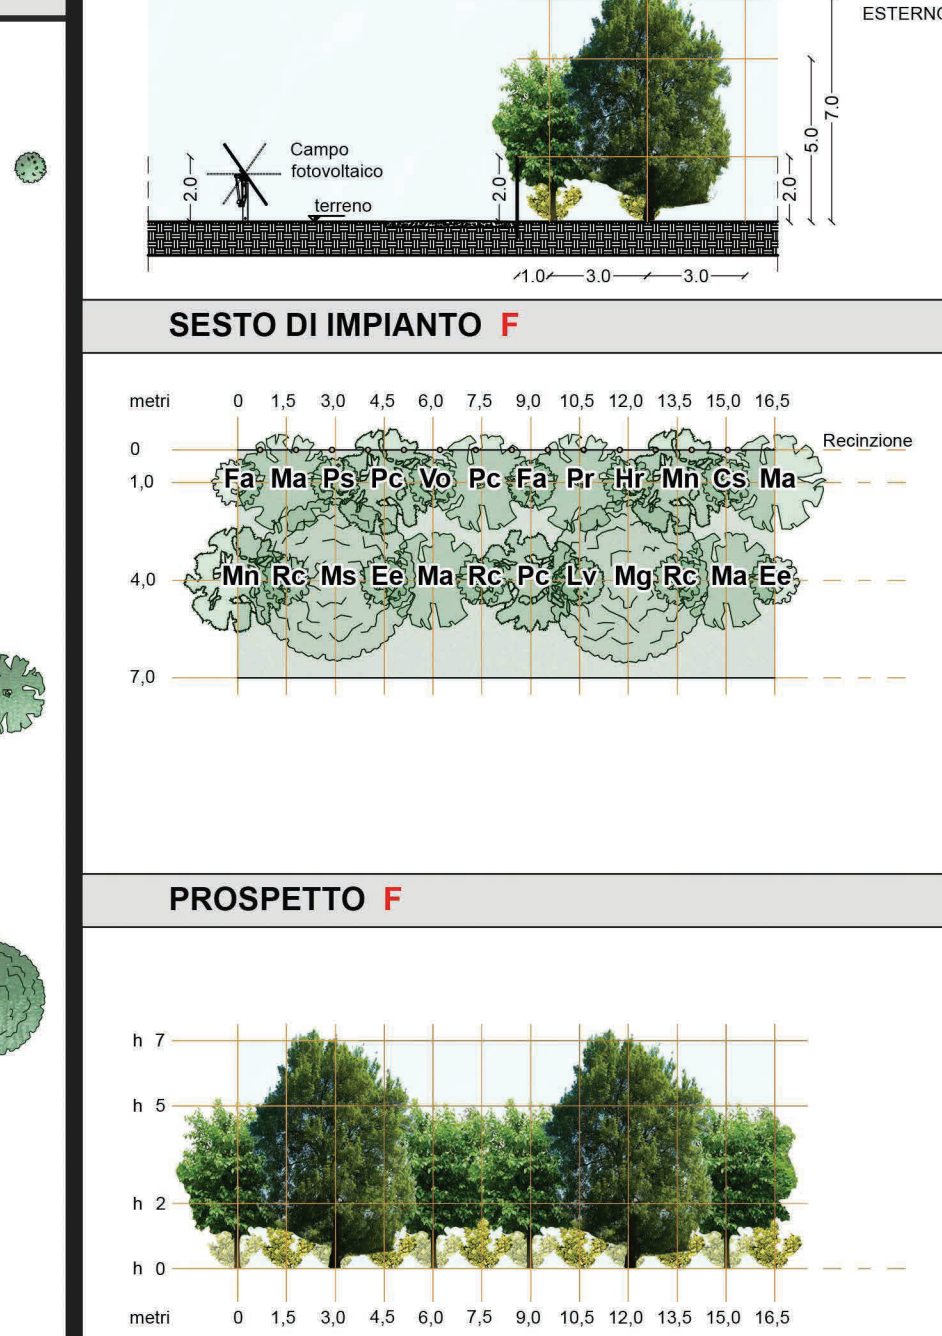 ESTERNO
7.0
5.0
2.0
Campo
fotovoltaico
2.0
2.0
terreno
1.0 3.0 3.0
SESTO DI IMPIANTO F
metri 0 1,5 3,0 4,5 6,0 7,5 9,0 10,5 12,0 13,5 15,0 16,5
0 Recinzione
1,0 Fa Ma Ps Pc Vo Pc Fa Pr Hr Mn Cs Ma
4,0 Mn Rc Ms Ee Ma Rc Pc Lv Mg Rc Ma Ee
7,0
PROSPETTO F
h 7
h 5
h 2
h 0
metri 0 1,5 3,0 4,5 6,0 7,5 9,0 10,5 12,0 13,5 15,0 16,5